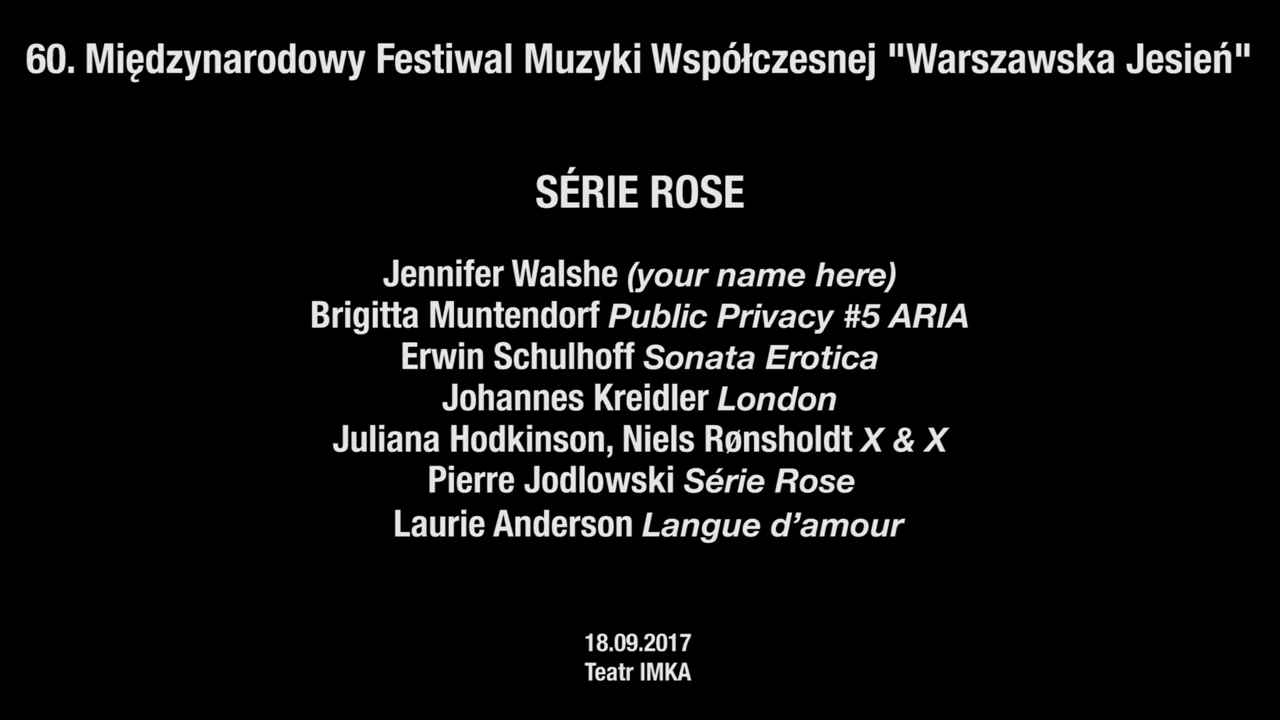 60. Międzynarodowy Festiwal Muzyki Współczesnej "Warszawska Jesień"
SÉRIE ROSE
Jennifer Walshe (your name here)
Brigitta Muntendorf Public Privacy #5 ARIA
Erwin Schulhoff Sonata Erotica
Johannes Kreidler London
Juliana Hodkinson, Niels Rønsholdt X & X
Pierre Jodlowski Série Rose
Laurie Anderson Langue d’amour
18.09.2017
Teatr IMKA